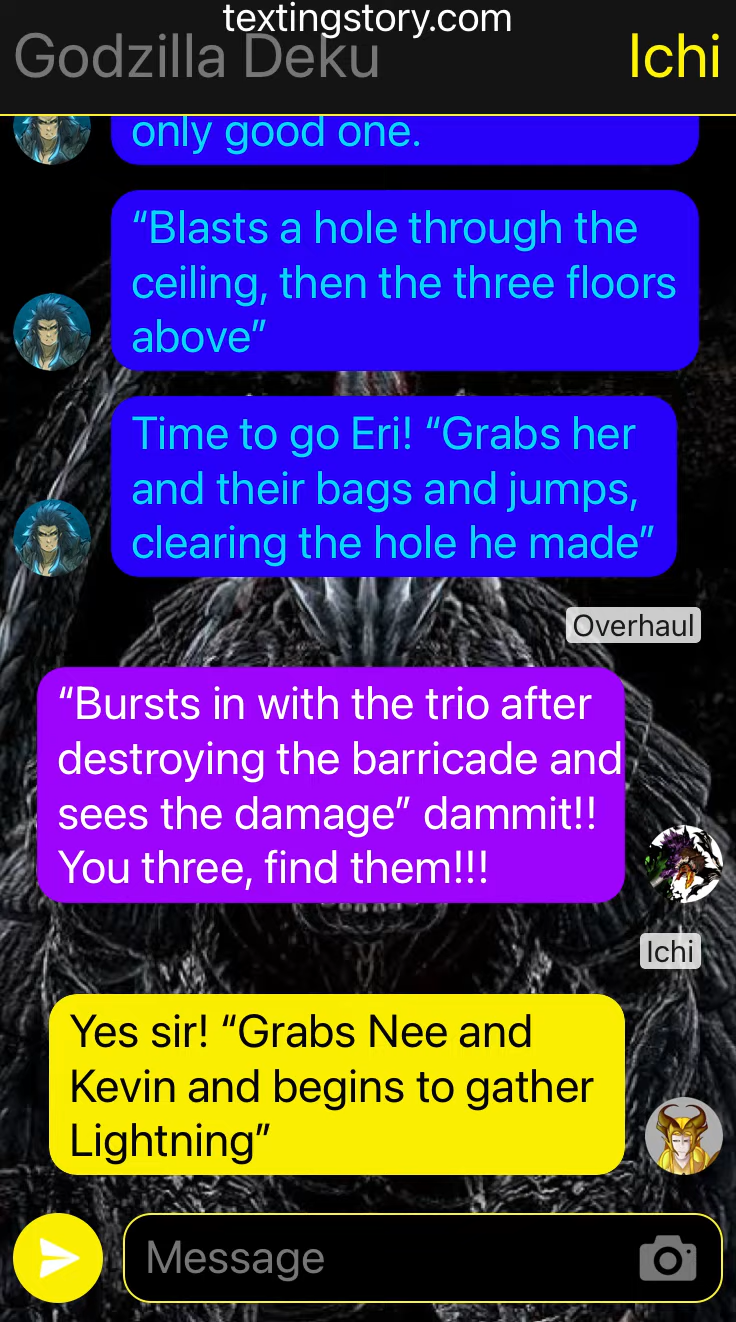 textingstory.com
Godzilla Deku
Ichi
only good one.
“Blasts a hole through the
ceiling, then the three floors
above”
Time to go Eri! “Grabs her
and their bags and jumps,
clearing the hole he made”
Overhaul
“Bursts in with the trio after
destroying the barricade and
sees the damage” dammit!!
You three, find them!!!
Ichi
Yes sir! “Grabs Nee and
Kevin and begins to gather
Lightning”
Message